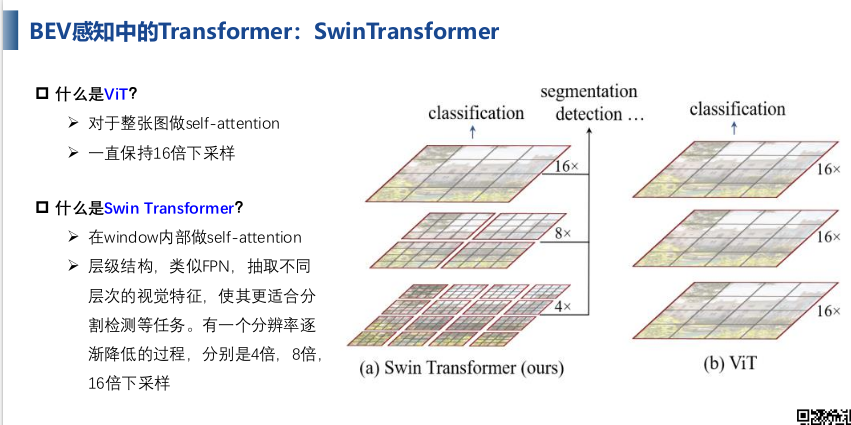 BEV感知中的Transformer：SwinTransformer
什么是ViT?
对于整张图做self-attention
一直保持16倍下采样
什么是Swin Transformer?
在window内部做self-attention
层级结构，类似FPN，抽取不同
层次的视觉特征，使其更适合分
割检测等任务。有一个分辨率逐
渐降低的过程，分别是4倍，8倍，
16倍下采样
classification
segmentation
detection ...
16×
8×
4×
(a) Swin Transformer (ours)
classification
16×
16×
16×
(b) ViT